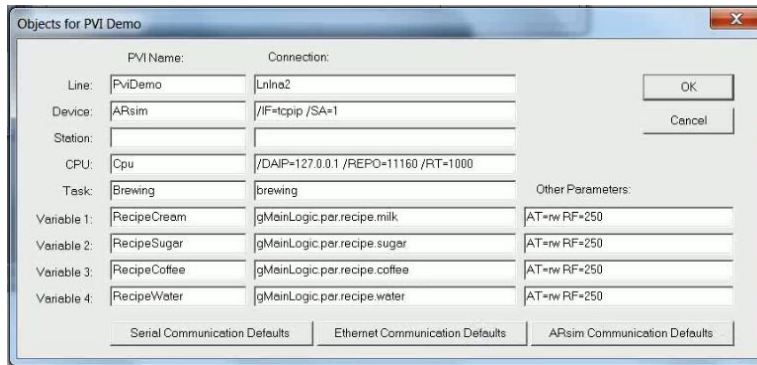 Objects for PVI Demo
PVI Name: Connection:
Line: PviDemo LnIna2
Device: ARsim /IF=tcpip /SA=1
Station:
CPU: Cpu /DAIP=127.0.0.1 /REPO=11160 /RT=1000
Task: Brewing brewing Other Parameters:
Variable 1: RecipeCream gMainLogic.par.recipe.milk AT=rw RF=250
Variable 2: RecipeSugar gMainLogic.par.recipe.sugar AT=rw RF=250
Variable 3: RecipeCoffee gMainLogic.par.recipe.coffee AT=rw RF=250
Variable 4: RecipeWater gMainLogic.par.recipe.water AT=rw RF=250
OK
Cancel
Serial Communication Defaults Ethernet Communication Defaults ARsim Communication Defaults